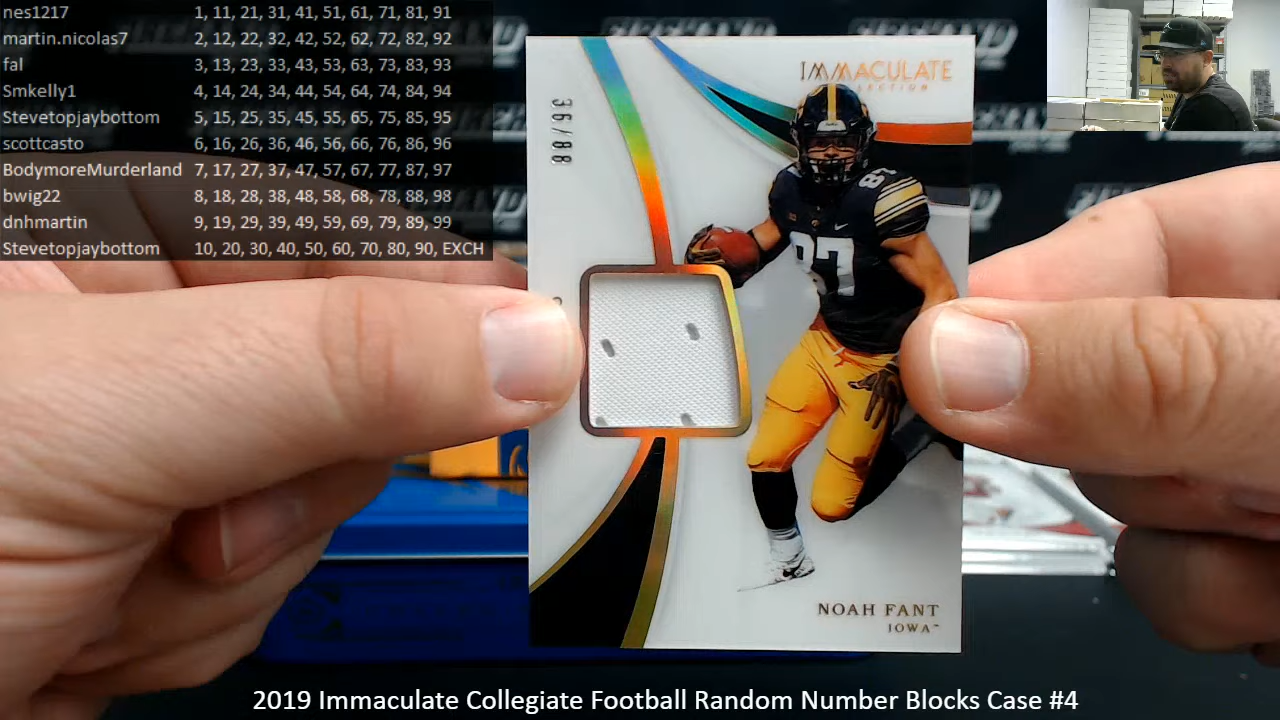 nes1217 1, 11, 21, 31, 41, 51, 61, 71, 81, 91
martin.nicolas7 2, 12, 22, 32, 42, 52, 62, 72, 82, 92
fal 3, 13, 23, 33, 43, 53, 63, 73, 83, 93
Smkelly1 4, 14, 24, 34, 44, 54, 64, 74, 84, 94
Stevetopjaybottom 5, 15, 25, 35, 45, 55, 65, 75, 85, 95
scottcasto 6, 16, 26, 36, 46, 56, 66, 76, 86, 96
BodymoreMurderland 7, 17, 27, 37, 47, 57, 67, 77, 87, 97
bwig22 8, 18, 28, 38, 48, 58, 68, 78, 88, 98
dnhmartin 9, 19, 29, 39, 49, 59, 69, 79, 89, 99
Stevetopjaybottom 10, 20, 30, 40, 50, 60, 70, 80, 90, EXCH
IMMACULATE
36/88
87
87
NOAH FANT
IOWA™
2019 Immaculate Collegiate Football Random Number Blocks Case #4